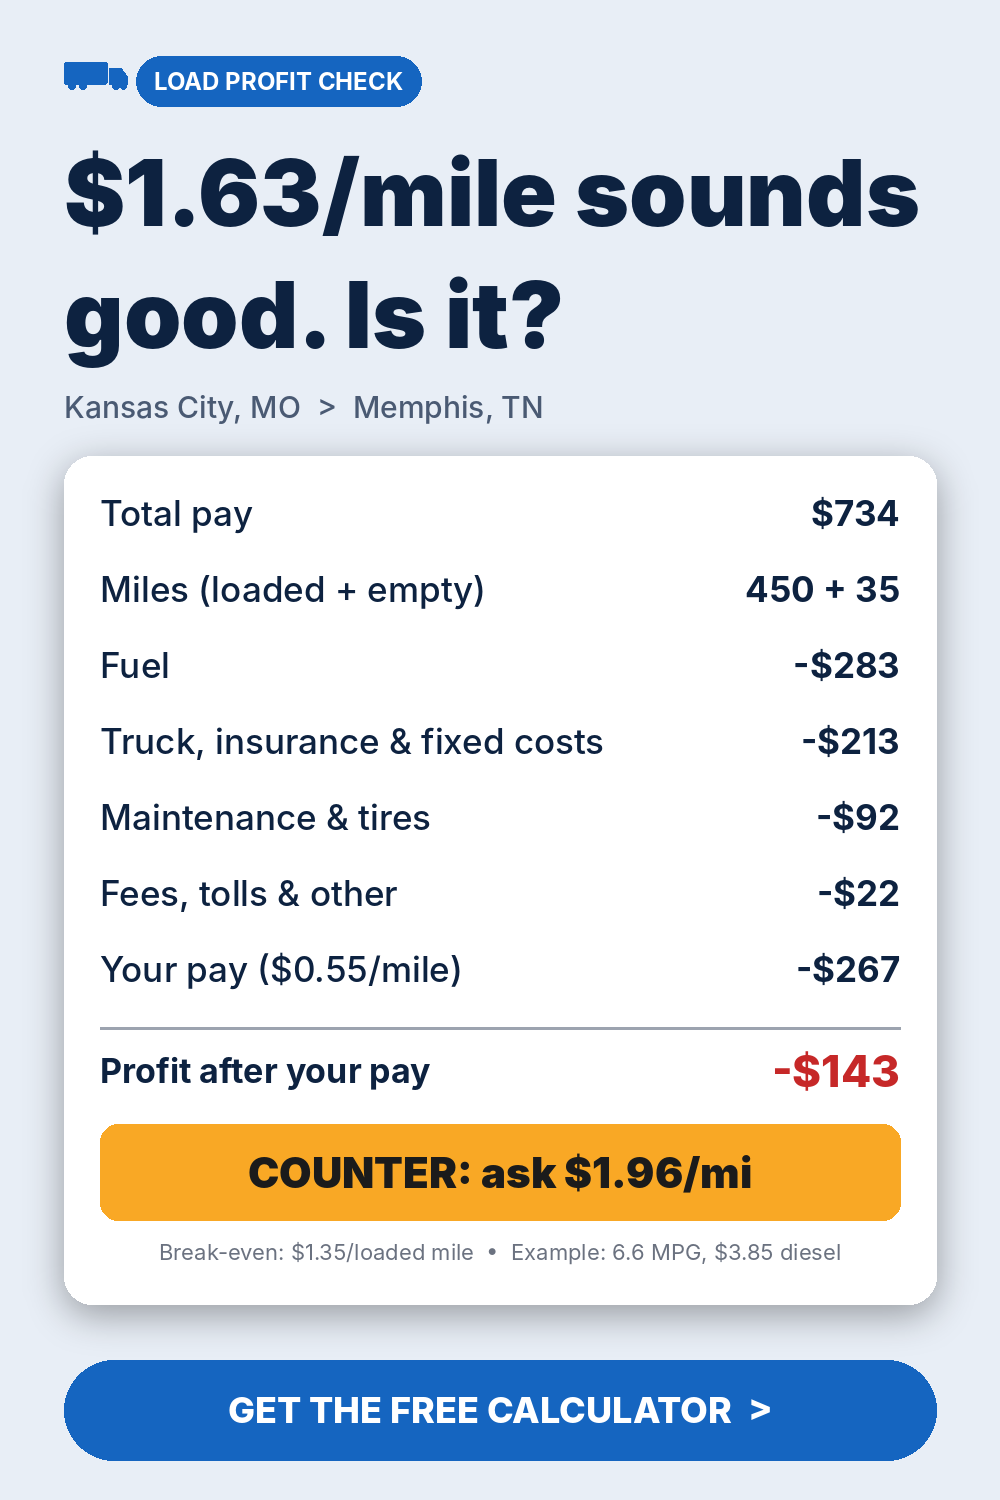 LOAD PROFIT CHECK
$1.63/mile sounds
good. Is it?
Kansas City, MO > Memphis, TN
Total pay $734
Miles (loaded + empty) 450 + 35
Fuel -$283
Truck, insurance & fixed costs -$213
Maintenance & tires -$92
Fees, tolls & other -$22
Your pay ($0.55/mile) -$267
Profit after your pay -$143
COUNTER: ask $1.96/mi
Break-even: $1.35/loaded mile • Example: 6.6 MPG, $3.85 diesel
GET THE FREE CALCULATOR >